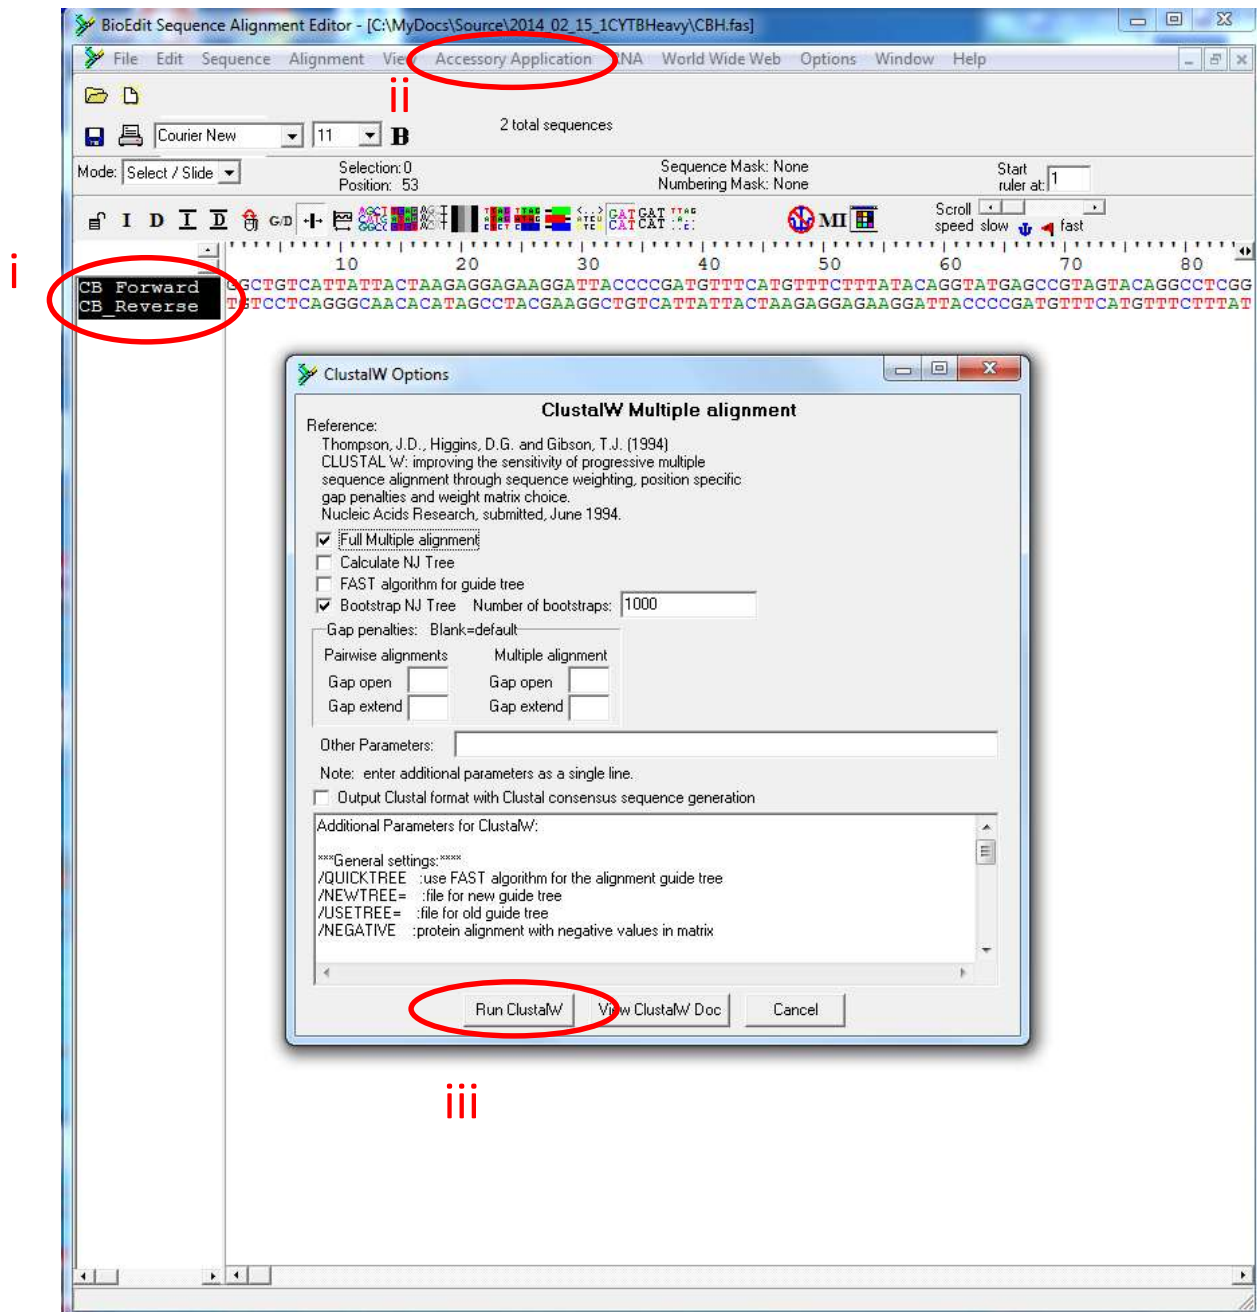 BioEdit Sequence Alignment Editor - [C:\MyDocs\Source\2014_02_15_1CYTBHeavy\CBH.fas]
File Edit Sequence Alignment View Accessory Application RNA World Wide Web Options Window Help
ii
Courier New 11 B 2 total sequences
Mode: Select / Slide Selection: 0 Sequence Mask: None Start
Position: 53 Numbering Mask: None ruler at: 1
I D I D G/D MI Scroll
speed slow fast
i
10 20 30 40 50 60 70 80
CB Forward GGCTGTCATTATTACTAAGAGGAGAAGGATTACCCCGATGTTTCATGTTTCTTTATACAGGTATGAGCCGTAGTACAGGCCTCGG
CB_Reverse TGTCCTCAGGGCAACACATAGCCTACGAAGGCTGTCATTATTACTAAGAGGAGAAGGATTACCCCGATGTTTCATGTTTCTTTAT
ClustalW Options
ClustalW Multiple alignment
Reference:
Thompson, J.D., Higgins, D.G. and Gibson, T.J. (1994)
CLUSTAL W: improving the sensitivity of progressive multiple
sequence alignment through sequence weighting, position specific
gap penalties and weight matrix choice.
Nucleic Acids Research, submitted, June 1994.
Full Multiple alignment
Calculate NJ Tree
FAST algorithm for guide tree
Bootstrap NJ Tree Number of bootstraps: 1000
Gap penalties: Blank=default
Pairwise alignments Multiple alignment
Gap open Gap open
Gap extend Gap extend
Other Parameters:
Note: enter additional parameters as a single line.
Output Clustal format with Clustal consensus sequence generation
Additional Parameters for ClustalW:
***General settings:****
/QUICKTREE :use FAST algorithm for the alignment guide tree
/NEWTREE= :file for new guide tree
/USETREE= :file for old guide tree
/NEGATIVE :protein alignment with negative values in matrix
Run ClustalW View ClustalW Doc Cancel
iii